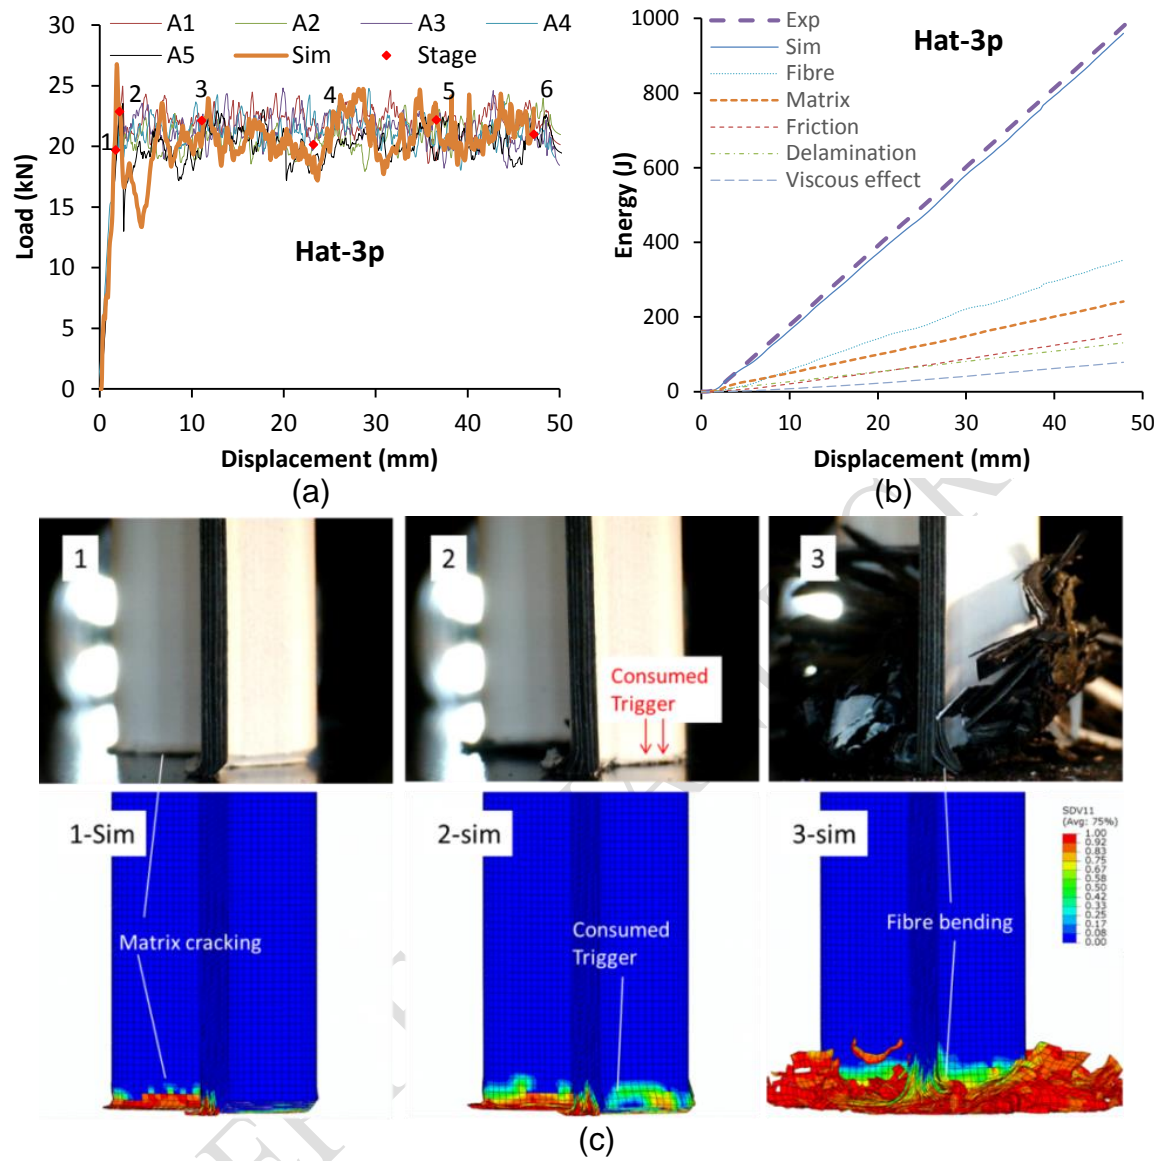 A1 A2 A3 A4
A5 Sim Stage
30
25
20
15
10
5
0
Load (kN)
1
2
3
4
5
6
Hat-3p
0 10 20 30 40 50
Displacement (mm)
(a)
1000
800
600
400
200
0
Energy (J)
Exp
Sim
Fibre
Matrix
Friction
Delamination
Viscous effect
Hat-3p
0 10 20 30 40 50
Displacement (mm)
(b)
1
2
3
Consumed
Trigger
1-Sim
2-sim
3-sim
Matrix cracking
Consumed
Trigger
Fibre bending
SDV11
(Avg: 75%)
1.00
0.92
0.83
0.75
0.67
0.58
0.50
0.42
0.33
0.25
0.17
0.08
0.00
(c)